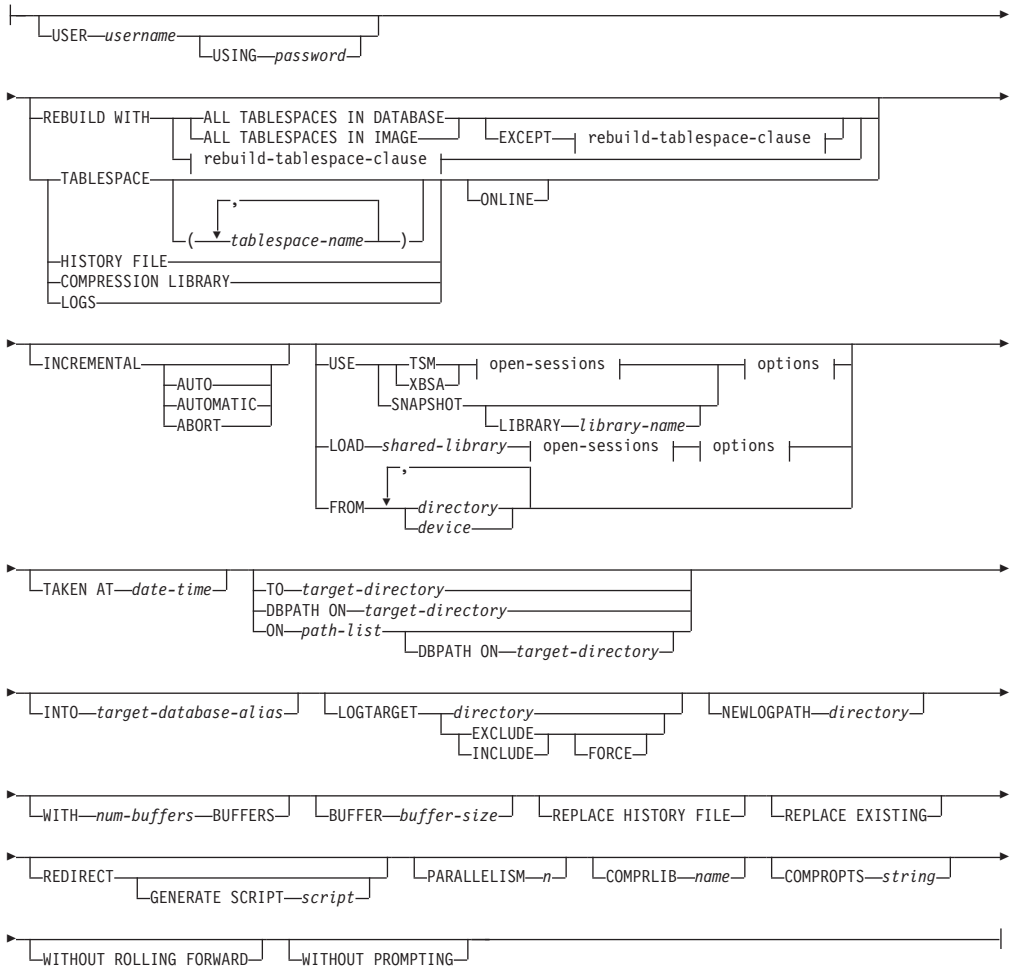 USER username
USING password
REBUILD WITH ALL TABLESPACES IN DATABASE
ALL TABLESPACES IN IMAGE EXCEPT rebuild-tablespace-clause
rebuild-tablespace-clause
TABLESPACE
, ONLINE
( tablespace-name )
HISTORY FILE
COMPRESSION LIBRARY
LOGS
INCREMENTAL USE TSM open-sessions options
AUTO XBSA
AUTOMATIC SNAPSHOT
ABORT LIBRARY library-name
LOAD shared-library open-sessions options
,
FROM directory
device
TAKEN AT date-time TO target-directory
DBPATH ON target-directory
ON path-list
DBPATH ON target-directory
INTO target-database-alias LOGTARGET directory NEWLOGPATH directory
EXCLUDE
INCLUDE FORCE
WITH num-buffers BUFFERS BUFFER buffer-size REPLACE HISTORY FILE REPLACE EXISTING
REDIRECT PARALLELISM n COMPRLIB name COMPROPTS string
GENERATE SCRIPT script
WITHOUT ROLLING FORWARD WITHOUT PROMPTING